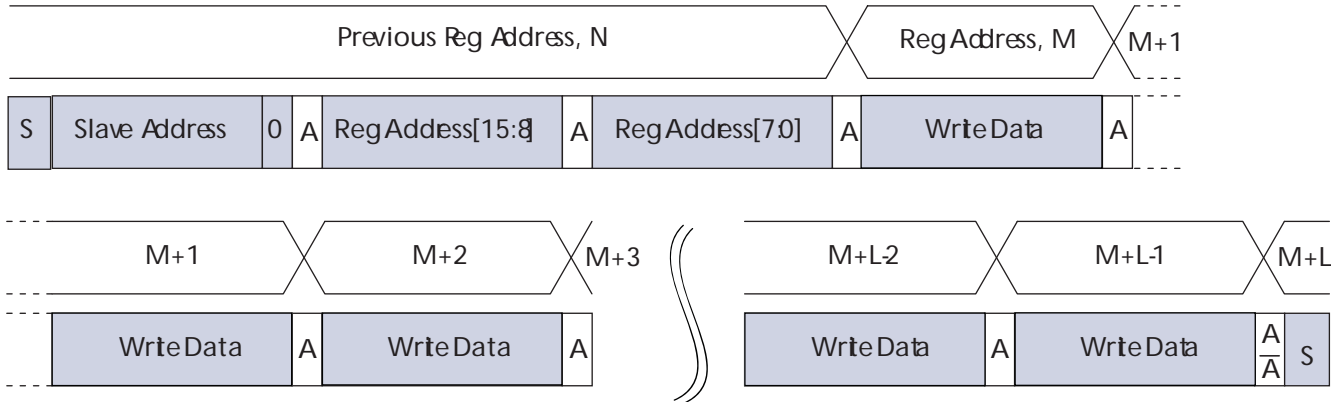 Previous Reg Address, N Reg Address, M M+1
S Slave Address 0 A Reg Address[15:8] A Reg Address[7:0] A Write Data A
M+1 M+2 M+3 M+L-2 M+L-1 M+L
Write Data A Write Data A Write Data A Write Data A/A̅ S